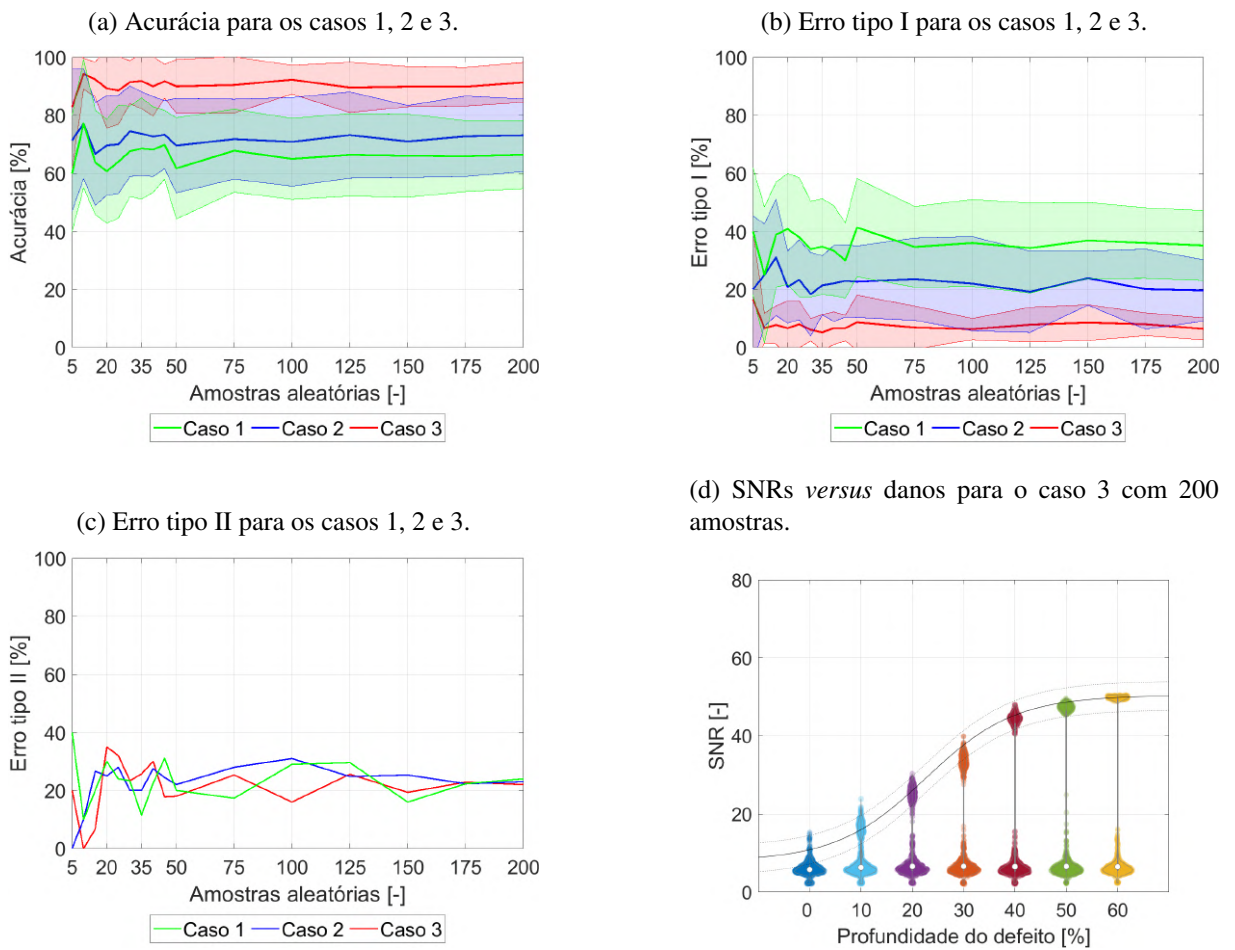 (a) Acurácia para os casos 1, 2 e 3.
100
80
60
40
20
0
Acurácia [%]
5 20 35 50 75 100 125 150 175 200
Amostras aleatórias [-]
Caso 1 Caso 2 Caso 3
(b) Erro tipo I para os casos 1, 2 e 3.
100
80
60
40
20
0
Erro tipo I [%]
5 20 35 50 75 100 125 150 175 200
Amostras aleatórias [-]
Caso 1 Caso 2 Caso 3
(c) Erro tipo II para os casos 1, 2 e 3.
100
80
60
40
20
0
Erro tipo II [%]
5 20 35 50 75 100 125 150 175 200
Amostras aleatórias [-]
Caso 1 Caso 2 Caso 3
(d) SNRs versus danos para o caso 3 com 200
amostras.
80
60
40
20
0
SNR [-]
0 10 20 30 40 50 60
Profundidade do defeito [%]